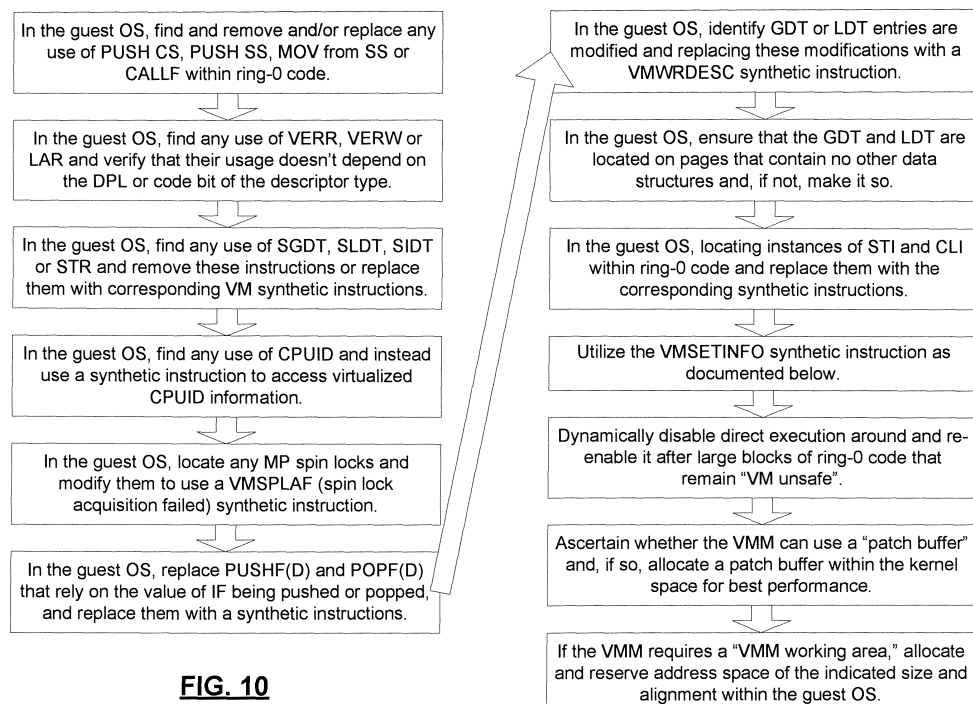 In the guest OS, find and remove and/or replace any
use of PUSH CS, PUSH SS, MOV from SS or
CALLF within ring-0 code.
In the guest OS, find any use of VERR, VERW or
LAR and verify that their usage doesn't depend on
the DPL or code bit of the descriptor type.
In the guest OS, find any use of SGDT, SLDT, SIDT
or STR and remove these instructions or replace
them with corresponding VM synthetic instructions.
In the guest OS, find any use of CPUID and instead
use a synthetic instruction to access virtualized
CPUID information.
In the guest OS, locate any MP spin locks and
modify them to use a VMSPLAF (spin lock
acquisition failed) synthetic instruction.
In the guest OS, replace PUSHF(D) and POPF(D)
that rely on the value of IF being pushed or popped,
and replace them with a synthetic instructions.
In the guest OS, identify GDT or LDT entries are
modified and replacing these modifications with a
VMWRDESC synthetic instruction.
In the guest OS, ensure that the GDT and LDT are
located on pages that contain no other data
structures and, if not, make it so.
In the guest OS, locating instances of STI and CLI
within ring-0 code and replace them with the
corresponding synthetic instructions.
Utilize the VMSETINFO synthetic instruction as
documented below.
Dynamically disable direct execution around and re-
enable it after large blocks of ring-0 code that
remain "VM unsafe".
Ascertain whether the VMM can use a "patch buffer"
and, if so, allocate a patch buffer within the kernel
space for best performance.
If the VMM requires a "VMM working area," allocate
and reserve address space of the indicated size and
alignment within the guest OS.
FIG. 10